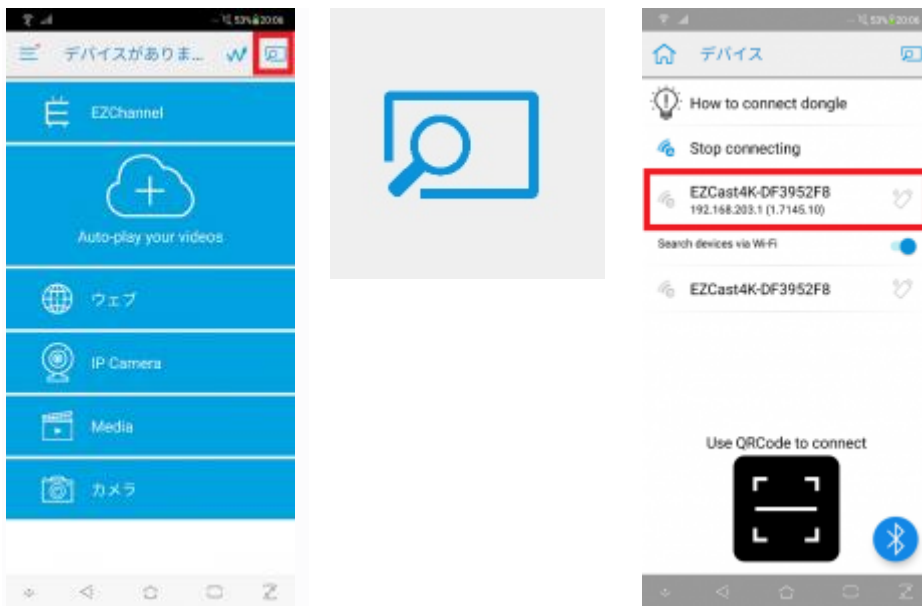 53% 20:06
デバイスがありま...
EZChannel
Auto-play your videos
ウェブ
IP Camera
Media
カメラ
53% 20:06
デバイス
How to connect dongle
Stop connecting
EZCast4K-DF3952F8
192.168.203.1 (1.7145.10)
Search devices via Wi-Fi
EZCast4K-DF3952F8
Use QRCode to connect